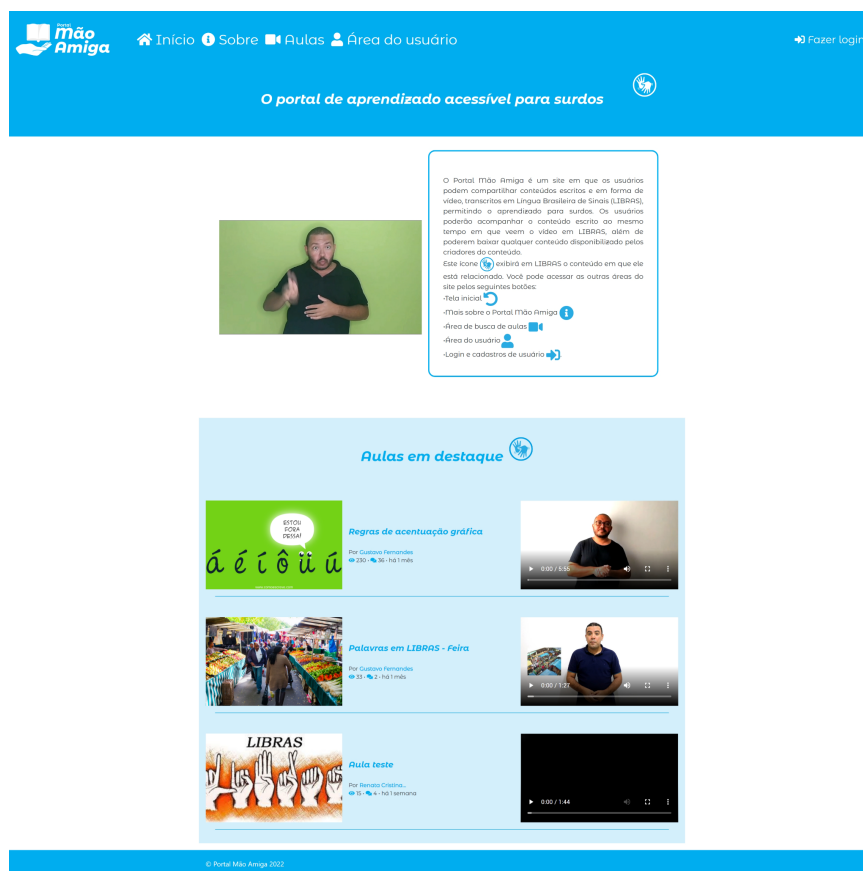 Portal
Mão
Amiga
Início Sobre Aulas Área do usuário
Fazer login
O portal de aprendizado acessível para surdos
O Portal Mão Amiga é um site em que os usuários
podem compartilhar conteúdos escritos e em forma de
vídeo, transcritos em Língua Brasileira de Sinais (LIBRAS),
permitindo o aprendizado para surdos. Os usuários
poderão acompanhar o conteúdo escrito ao mesmo
tempo em que veem o vídeo em LIBRAS, além de
poderem baixar qualquer conteúdo disponibilizado pelos
criadores do conteúdo.
Este ícone exibirá em LIBRAS o conteúdo em que ele
está relacionado. Você pode acessar as outras áreas do
site pelos seguintes botões:
•Tela inicial
•Mais sobre o Portal Mão Amiga
•Área de busca de aulas
•Área do usuário
•Login e cadastros de usuário
Aulas em destaque
ESTOU
FORA
DESSA!
á é í ô ü ú
Regras de acentuação gráfica
Por Gustavo Fernandes
230 • 36 • há 1 mês
0:00 / 5:55
Palavras em LIBRAS - Feira
Por Gustavo Fernandes
33 • 2 • há 1 mês
0:00 / 1:27
LIBRAS
Aula teste
Por Renata Cristina...
15 • 4 • há 1 semana
0:00 / 1:44
© Portal Mão Amiga 2022